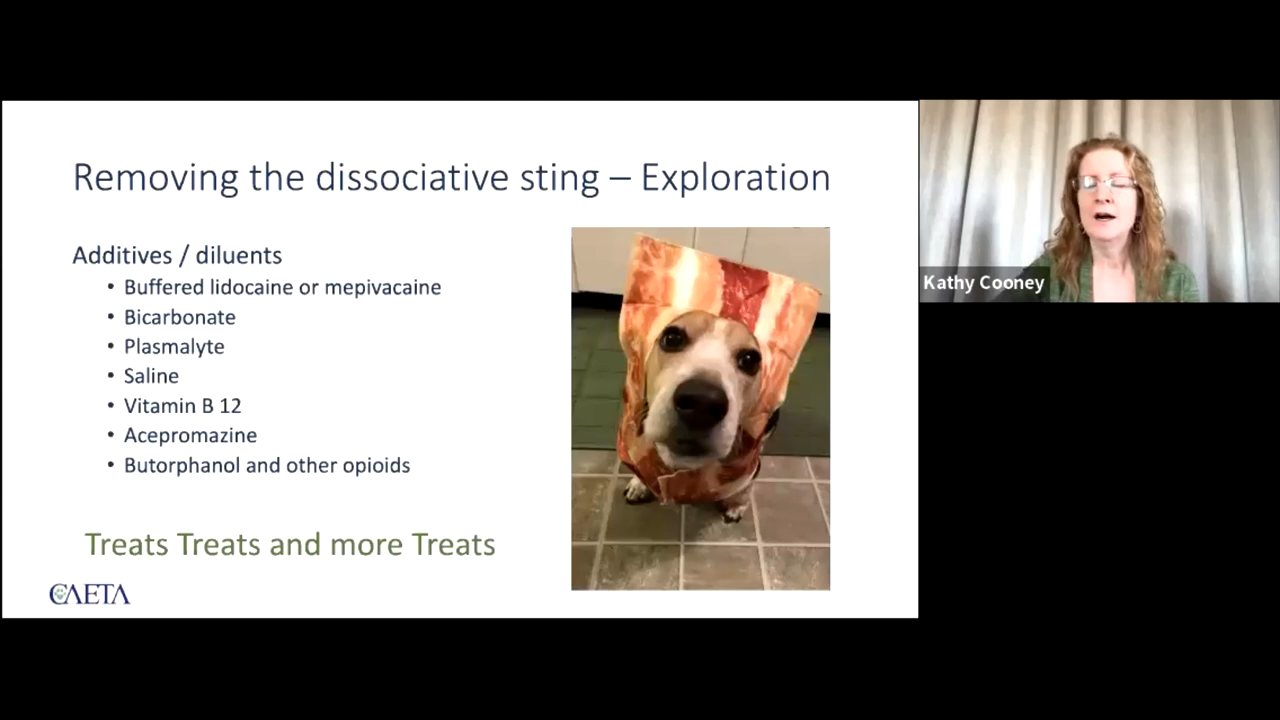 Removing the dissociative sting – Exploration
Additives / diluents
• Buffered lidocaine or mepivacaine
• Bicarbonate
• Plasmalyte
• Saline
• Vitamin B 12
• Acepromazine
• Butorphanol and other opioids
Treats Treats and more Treats
CAETA
Kathy Cooney